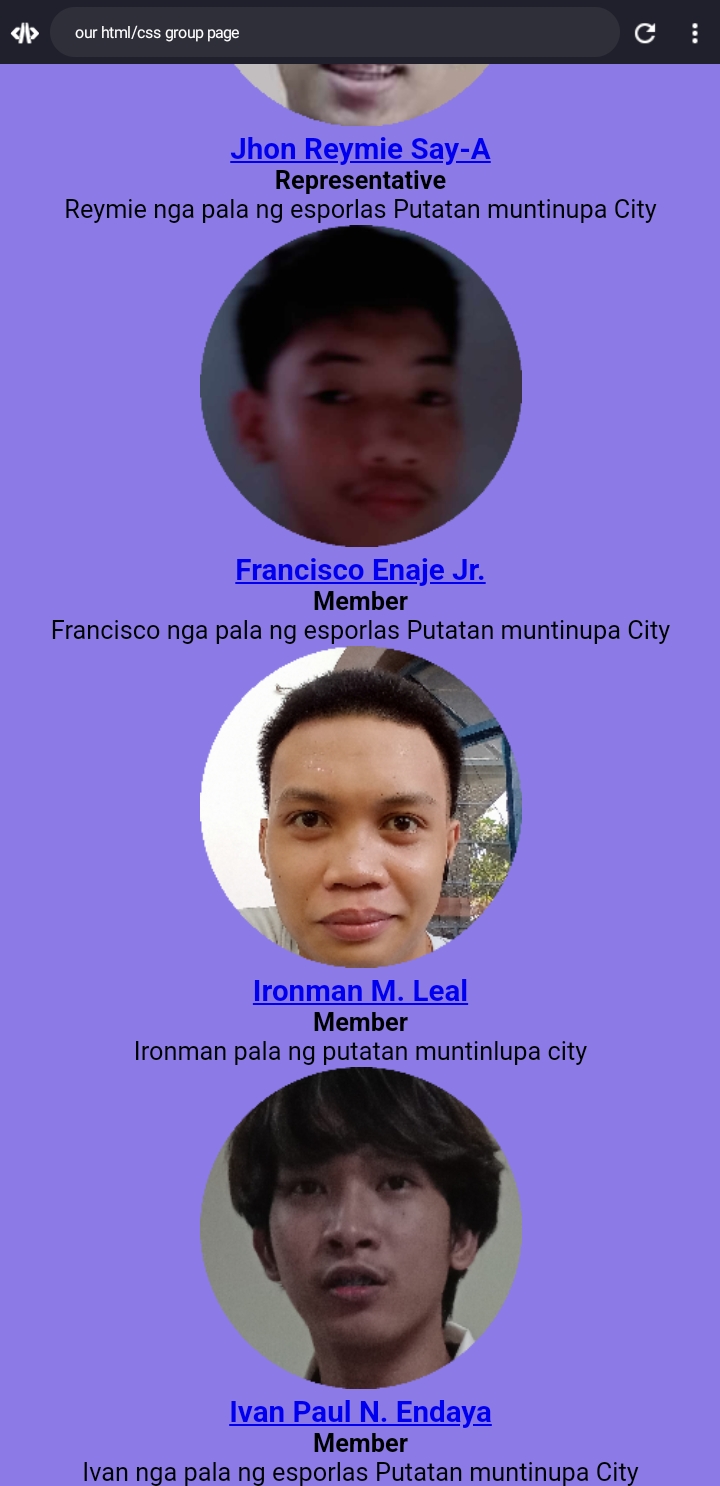 our html/css group page
Jhon Reymie Say-A
Representative
Reymie nga pala ng esporlas Putatan muntinupa City
Francisco Enaje Jr.
Member
Francisco nga pala ng esporlas Putatan muntinupa City
Ironman M. Leal
Member
Ironman pala ng putatan muntinlupa city
Ivan Paul N. Endaya
Member
Ivan nga pala ng esporlas Putatan muntinupa City